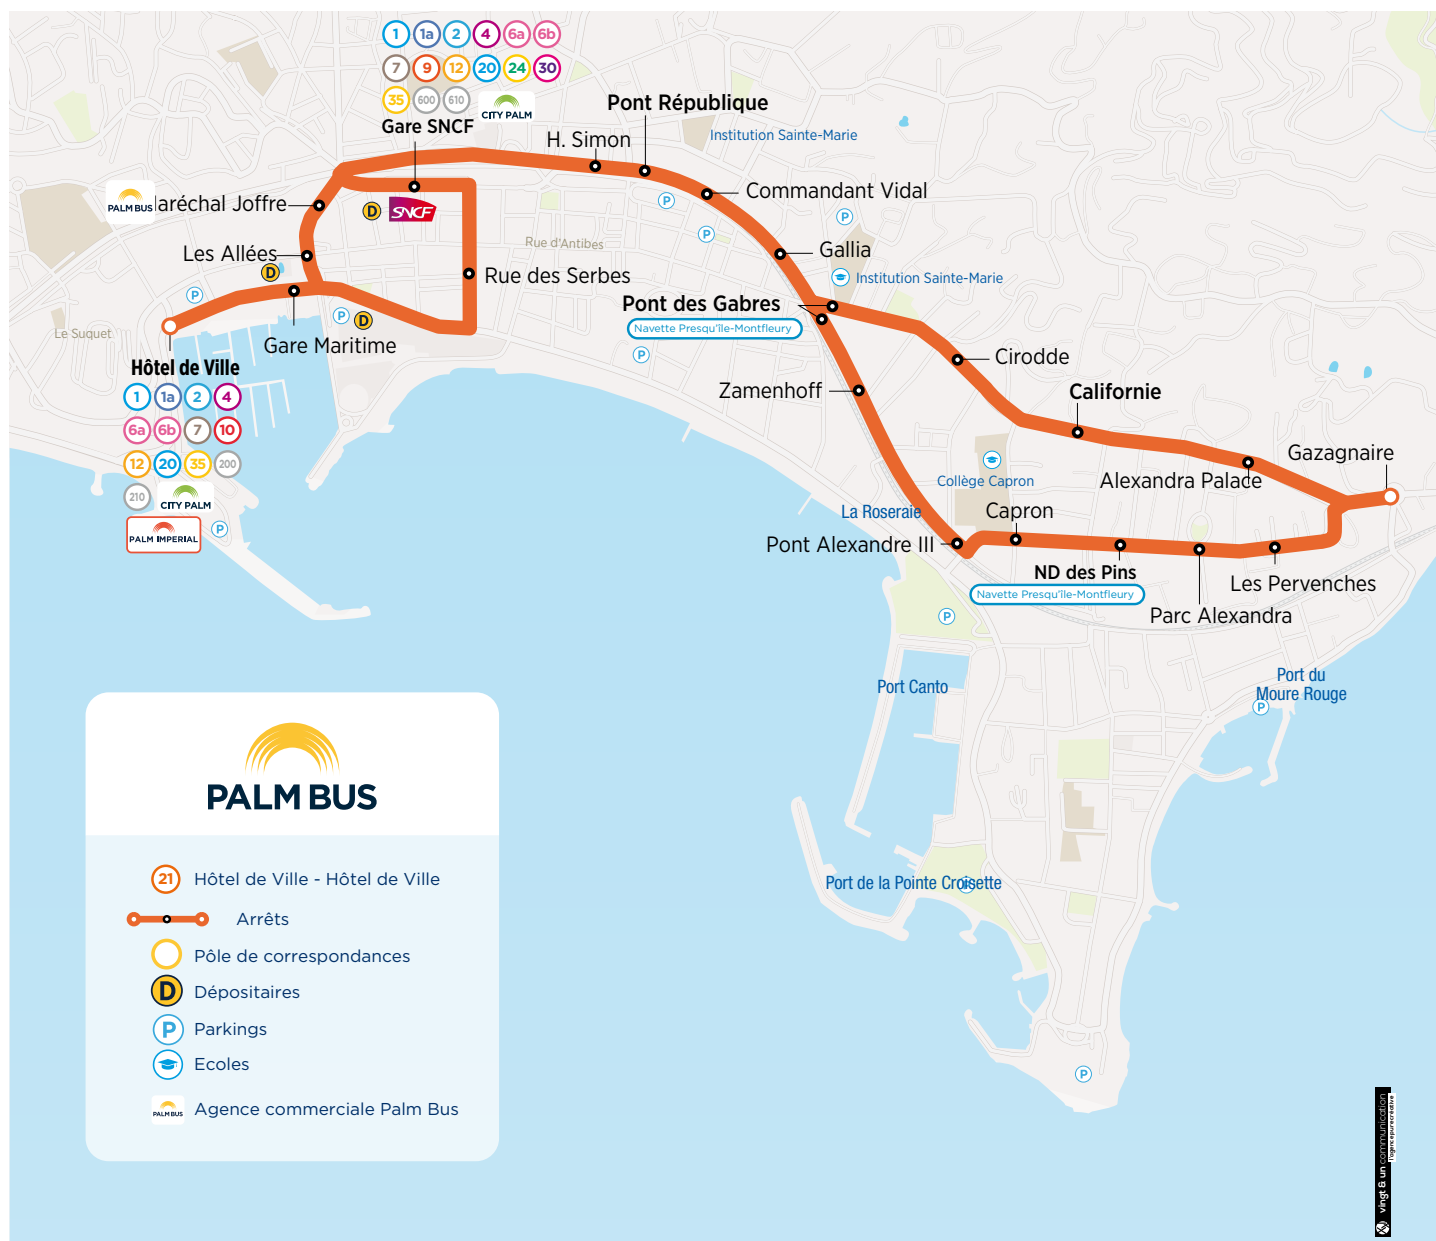 1 1a 2 4 6a 6b
7 9 12 20 24 30
35 600 610 CITY PALM
Gare SNCF
Pont République
H. Simon
Institution Sainte-Marie
Commandant Vidal
PALM BUS
aréchal Joffre
D SNCF
P
P
P
Les Allées
D
Rue d'Antibes
Gallia
Rue des Serbes
Institution Sainte-Marie
P
Pont des Gabres
Navette Presqu'île-Montfleury
P D
Le Suquet
Gare Maritime
P
Cirodde
Hôtel de Ville
1 1a 2 4
6a 6b 7 10
12 20 35 200
210 CITY PALM
PALM IMPERIAL
P
Zamenhoff
Californie
Gazagnaire
Collège Capron
Alexandra Palace
La Roseraie
Capron
Pont Alexandre III
ND des Pins
Navette Presqu'île-Montfleury
Les Pervenches
Parc Alexandra
P
Port Canto
Port du
Moure Rouge
P
Port de la Pointe Croisette
P
P
PALM BUS
21 Hôtel de Ville - Hôtel de Ville
Arrêts
Pôle de correspondances
D Dépositaires
P Parkings
Ecoles
PALM BUS Agence commerciale Palm Bus
vingt & un communication
l'agencepurecréative